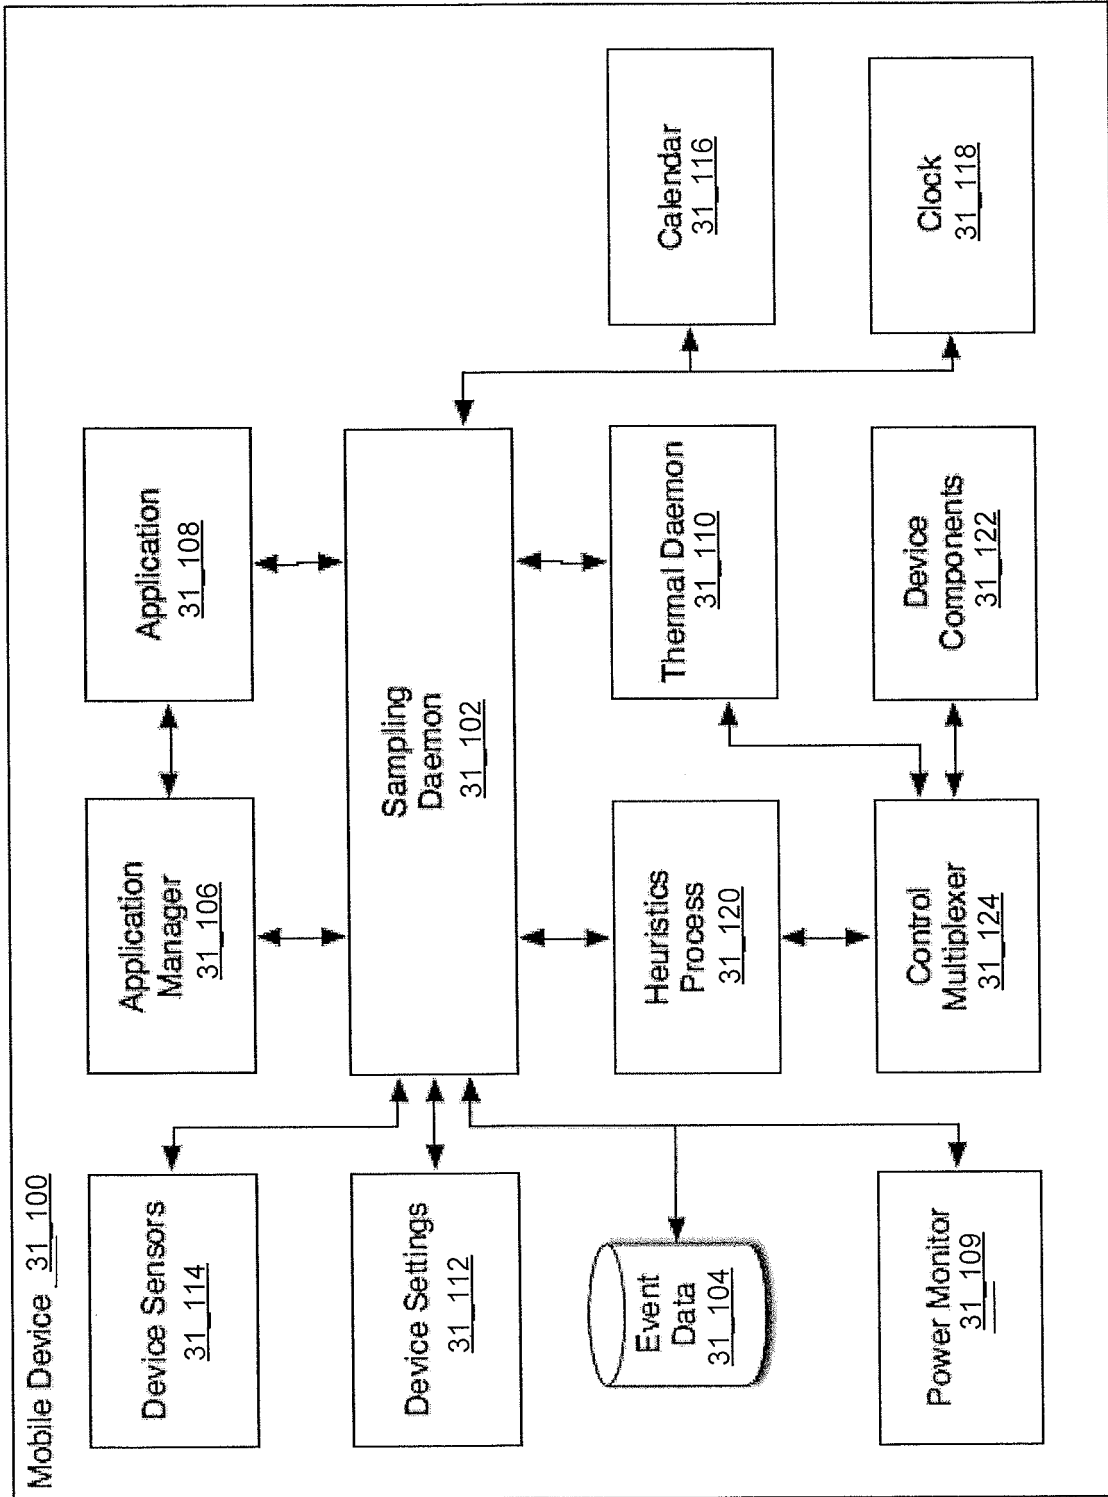 Mobile Device 31_100
Device Sensors
31_114
Application
Manager
31_106
Application
31_108
Device Settings
31_112
Sampling
Daemon
31_102
Event
Data
31_104
Heuristics
Process
31_120
Thermal Daemon
31_110
Calendar
31_116
Power Monitor
31_109
Control
Multiplexer
31_124
Device
Components
31_122
Clock
31_118